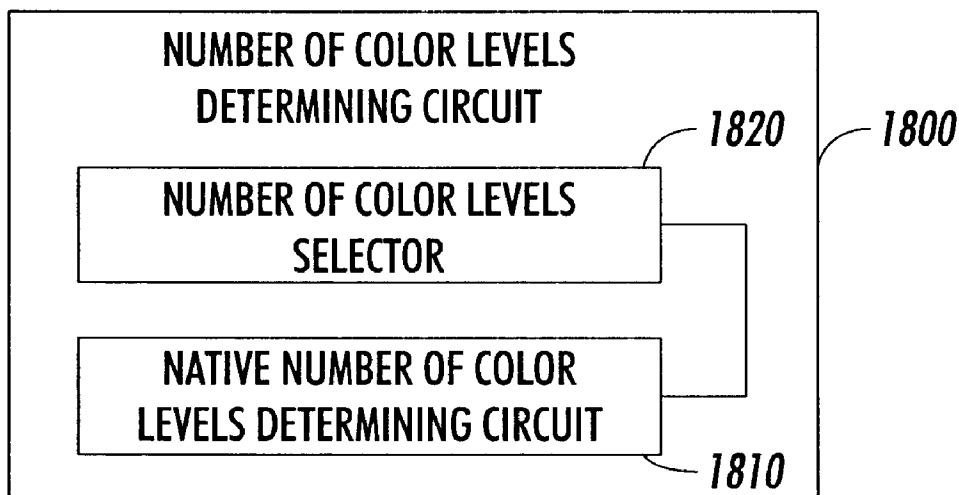 NUMBER OF COLOR LEVELS
DETERMINING CIRCUIT
1820
1800
NUMBER OF COLOR LEVELS
SELECTOR
NATIVE NUMBER OF COLOR
LEVELS DETERMINING CIRCUIT
1810